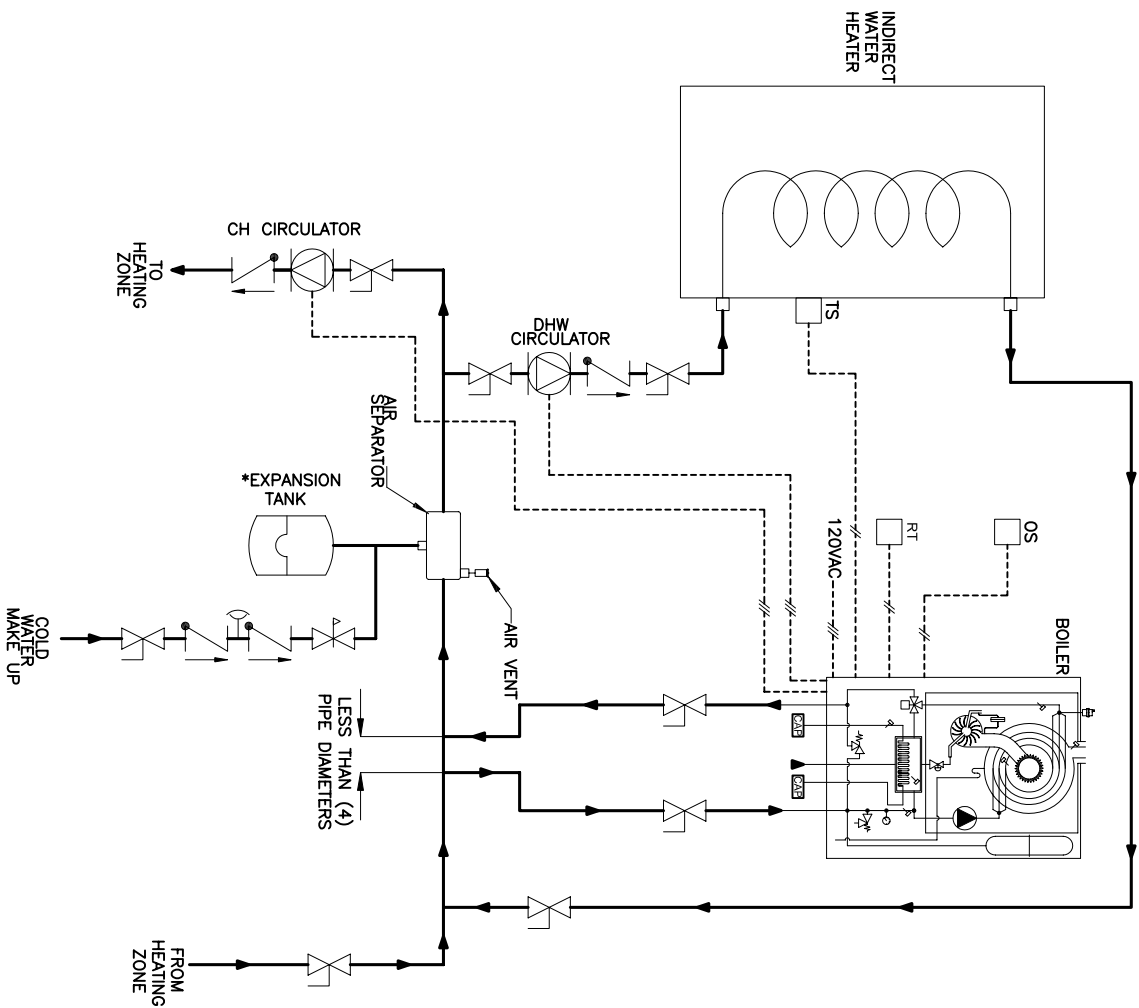 INDIRECT
WATER
HEATER
TS
CH CIRCULATOR
TO
HEATING
ZONE
DHW
CIRCULATOR
AIR
SEPARATOR
*EXPANSION
TANK
120VAC
RT
OS
BOILER
AIR VENT
COLD
WATER
MAKE UP
LESS THAN (4)
PIPE DIAMETERS
CAP
CAP
FROM
HEATING
ZONE